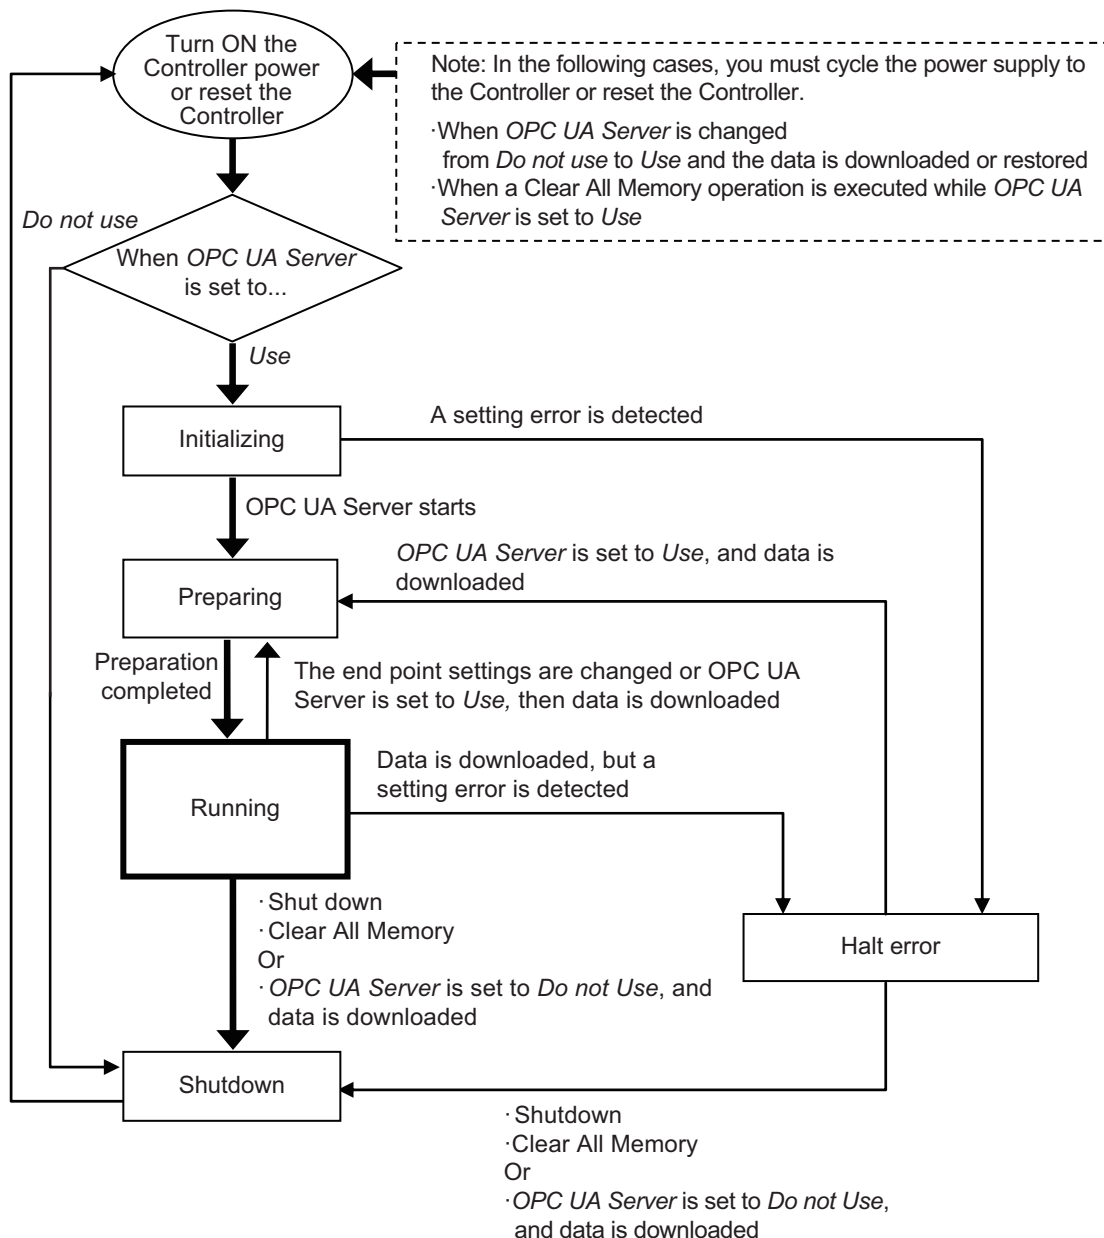 Turn ON the
Controller power
or reset the
Controller
Note: In the following cases, you must cycle the power supply to
the Controller or reset the Controller.
·When OPC UA Server is changed
from Do not use to Use and the data is downloaded or restored
·When a Clear All Memory operation is executed while OPC UA
Server is set to Use
Do not use
When OPC UA Server
is set to...
Use
Initializing
A setting error is detected
OPC UA Server starts
OPC UA Server is set to Use, and data is
downloaded
Preparing
Preparation
completed
The end point settings are changed or OPC UA
Server is set to Use, then data is downloaded
Data is downloaded, but a
setting error is detected
Running
·Shut down
·Clear All Memory
Or
·OPC UA Server is set to Do not Use, and
data is downloaded
Halt error
Shutdown
·Shutdown
·Clear All Memory
Or
·OPC UA Server is set to Do not Use,
and data is downloaded